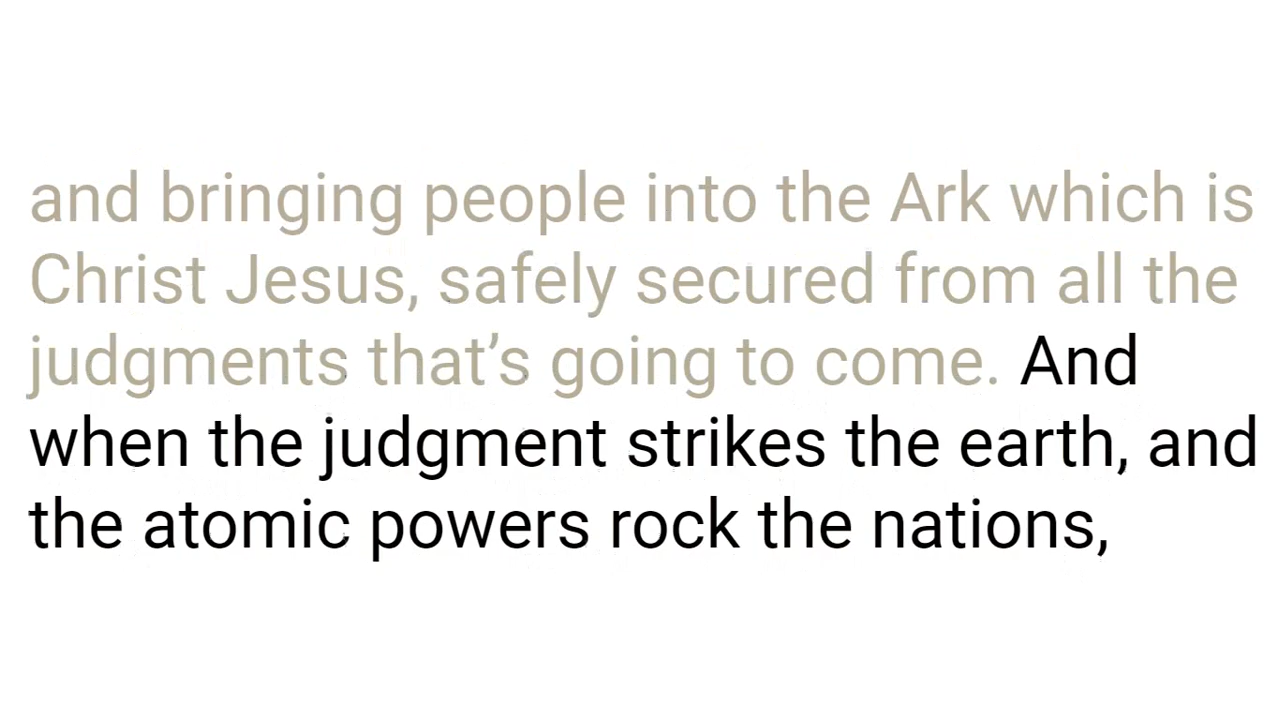 and bringing people into the Ark which is
Christ Jesus, safely secured from all the
judgments that’s going to come. And
when the judgment strikes the earth, and
the atomic powers rock the nations,